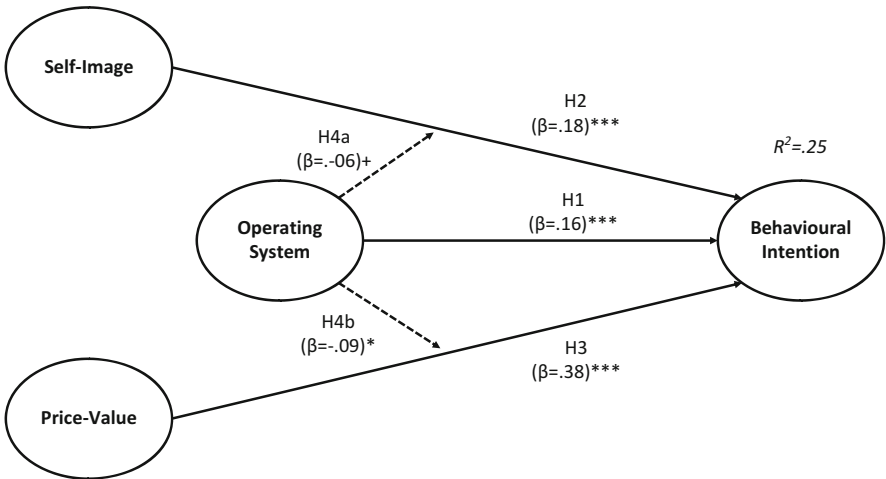 Self-Image
H2
(β=.18)***
R²=.25
H4a
(β=.-06)+
Operating
System
H1
(β=.16)***
Behavioural
Intention
H4b
(β=-.09)*
H3
(β=.38)***
Price-Value